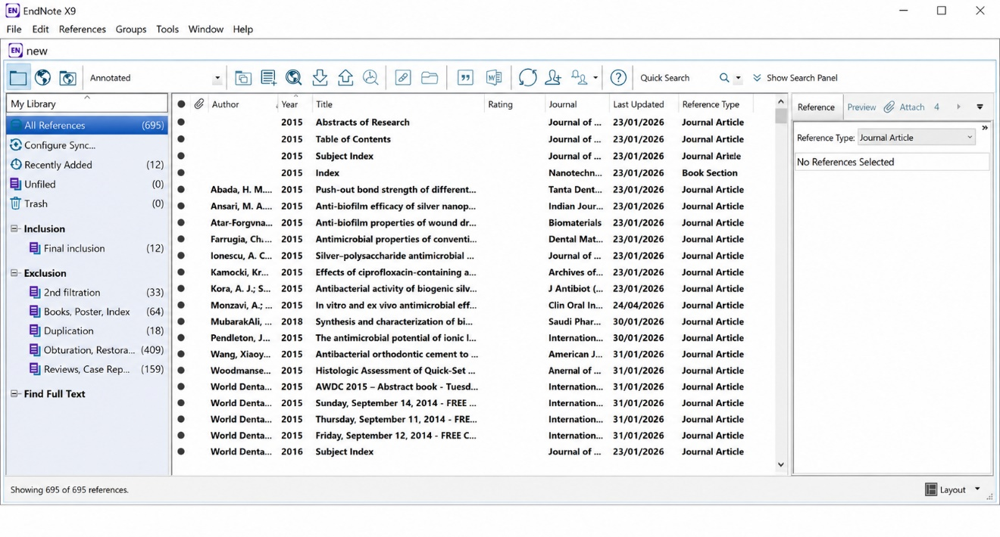 EN EndNote X9
File Edit References Groups Tools Window Help
EN new
Annotated Quick Search Show Search Panel
My Library
All References (695)
Configure Sync...
Recently Added (12)
Unfiled (0)
Trash (0)
Inclusion
Final inclusion (12)
Exclusion
2nd filtration (33)
Books, Poster, Index (64)
Duplication (18)
Obturation, Restora... (409)
Reviews, Case Rep... (159)
Find Full Text
Author Year Title Rating Journal Last Updated Reference Type
2015 Abstracts of Research Journal of ... 23/01/2026 Journal Article
2015 Table of Contents Journal of ... 23/01/2026 Journal Article
2015 Subject Index Journal of ... 23/01/2026 Journal Article
2015 Index Nanotechn... 23/01/2026 Book Section
Abada, H. M.... 2015 Push-out bond strength of different... Tanta Dent... 23/01/2026 Journal Article
Ansari, M. A.... 2015 Anti-biofilm efficacy of silver nanop... Indian Jour... 23/01/2026 Journal Article
Atar-Forgvna... 2015 Anti-biofilm properties of wound dr... Biomaterials 23/01/2026 Journal Article
Farrugia, Ch... 2015 Antimicrobial properties of conventi... Dental Mat... 23/01/2026 Journal Article
Ionescu, A. C... 2015 Silver–polysaccharide antimicrobial ... Journal of ... 23/01/2026 Journal Article
Kamocki, Kr... 2015 Effects of ciprofloxacin-containing a... Archives of... 23/01/2026 Journal Article
Kora, A. J.; S... 2015 Antibacterial activity of biogenic silv... J Antibiot (... 23/01/2026 Journal Article
Monzavi, A.; ... 2015 In vitro and ex vivo antimicrobial eff... Clin Oral In... 24/04/2026 Journal Article
MubarakAli, ... 2018 Synthesis and characterization of bi... Saudi Phar... 30/01/2026 Journal Article
Pendleton, J... 2015 The antimicrobial potential of ionic l... Internation... 30/01/2026 Journal Article
Wang, Xiaoy... 2015 Antibacterial orthodontic cement to ... American J... 31/01/2026 Journal Article
Woodmanse... 2015 Histologic Assessment of Quick-Set ... Anernal of ... 31/01/2026 Journal Article
World Denta... 2015 AWDC 2015 – Abstract book - Tuesd... Internation... 31/01/2026 Journal Article
World Denta... 2015 Sunday, September 14, 2014 - FREE ... Internation... 31/01/2026 Journal Article
World Denta... 2015 Thursday, September 11, 2014 - FRE... Internation... 31/01/2026 Journal Article
World Denta... 2015 Friday, September 12, 2014 - FREE C... Internation... 31/01/2026 Journal Article
World Denta... 2016 Subject Index Journal of ... 23/01/2026 Journal Article
Reference Preview Attach 4
Reference Type: Journal Article
No References Selected
Showing 695 of 695 references. Layout